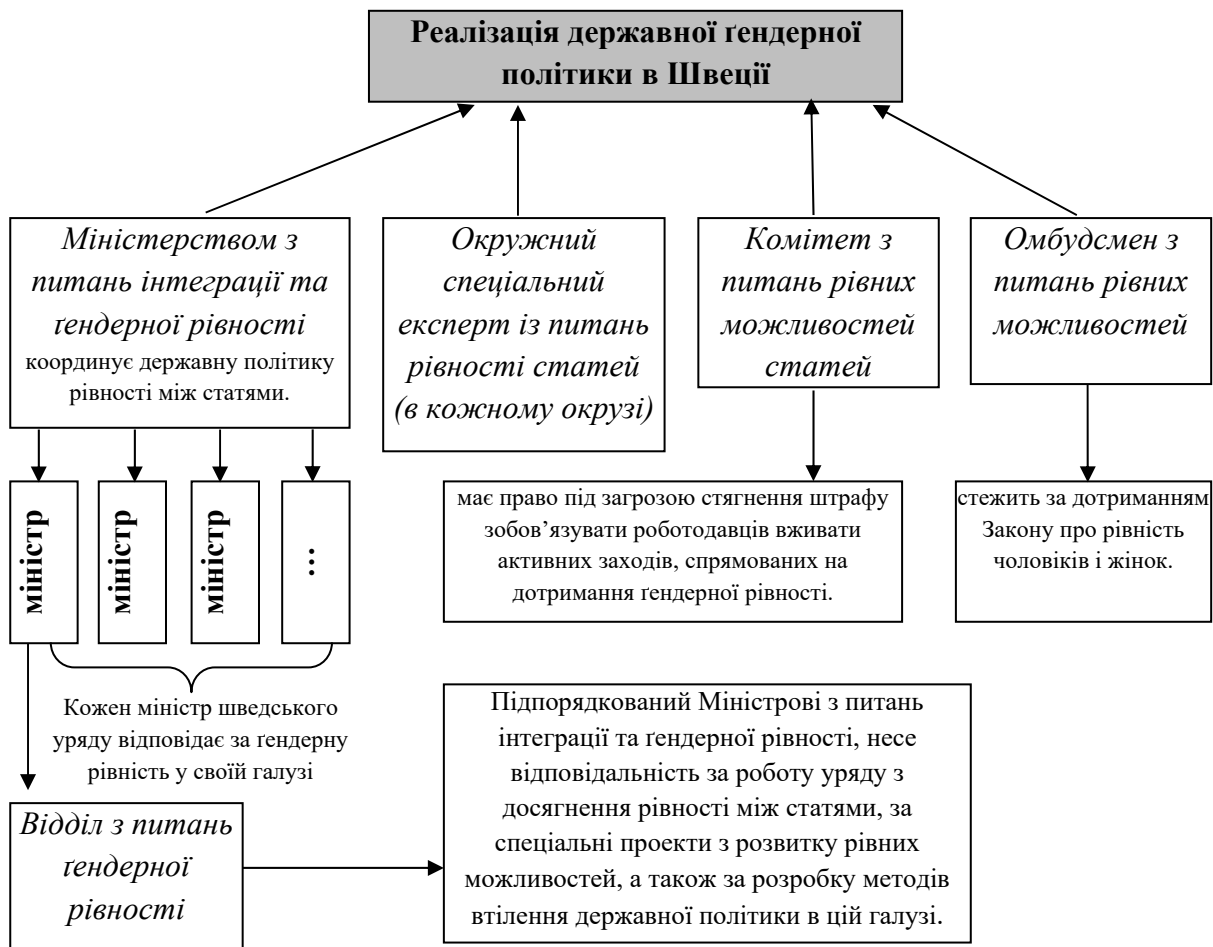 Реалізація державної ґендерної
політики в Швеції
Міністерством з
питань інтеграції та
ґендерної рівності
координує державну політику
рівності між статями.
Окружний
спеціальний
експерт із питань
рівності статей
(в кожному окрузі)
Комітет з
питань рівних
можливостей
статей
Омбудсмен з
питань рівних
можливостей
міністр
міністр
міністр
…
має право під загрозою стягнення штрафу
зобов’язувати роботодавців вживати
активних заходів, спрямованих на
дотримання ґендерної рівності.
стежить за дотриманням
Закону про рівність
чоловіків і жінок.
Кожен міністр шведського
уряду відповідає за ґендерну
рівність у своїй галузі
Відділ з питань
ґендерної
рівності
Підпорядкований Міністрові з питань
інтеграції та ґендерної рівності, несе
відповідальність за роботу уряду з
досягнення рівності між статями, за
спеціальні проекти з розвитку рівних
можливостей, а також за розробку методів
втілення державної політики в цій галузі.